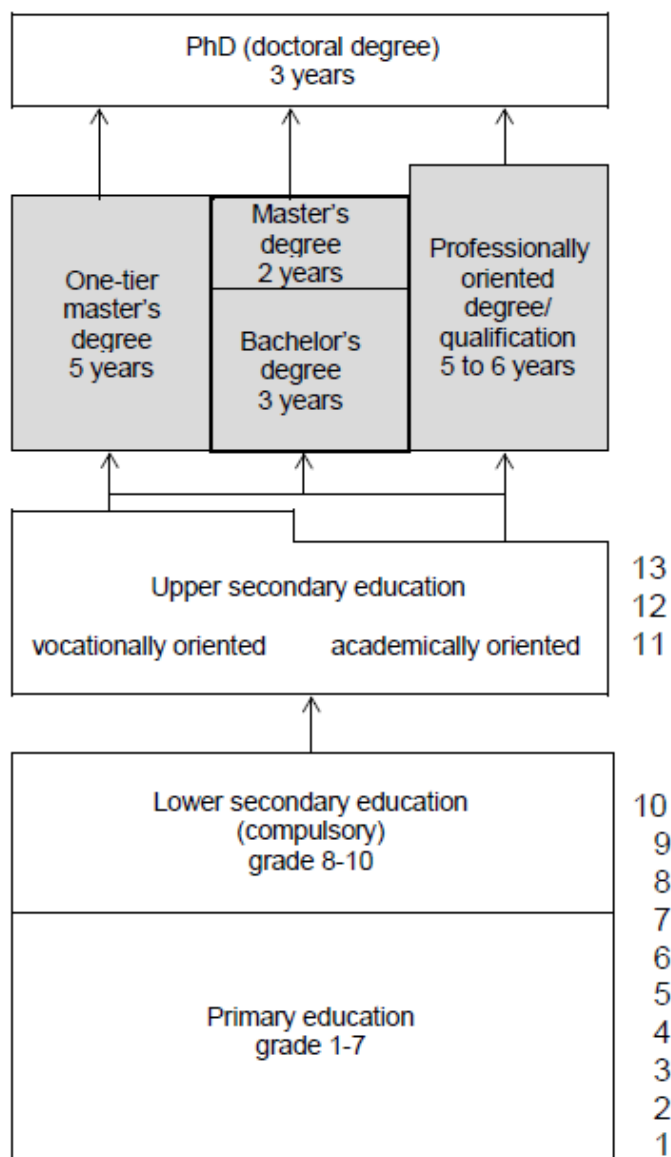 PhD (doctoral degree)
3 years
One-tier
master's
degree
5 years
Master's
degree
2 years
Bachelor's
degree
3 years
Professionally
oriented
degree/
qualification
5 to 6 years
Upper secondary education
vocationally oriented
academically oriented
13
12
11
Lower secondary education
(compulsory)
grade 8-10
Primary education
grade 1-7
10
9
8
7
6
5
4
3
2
1